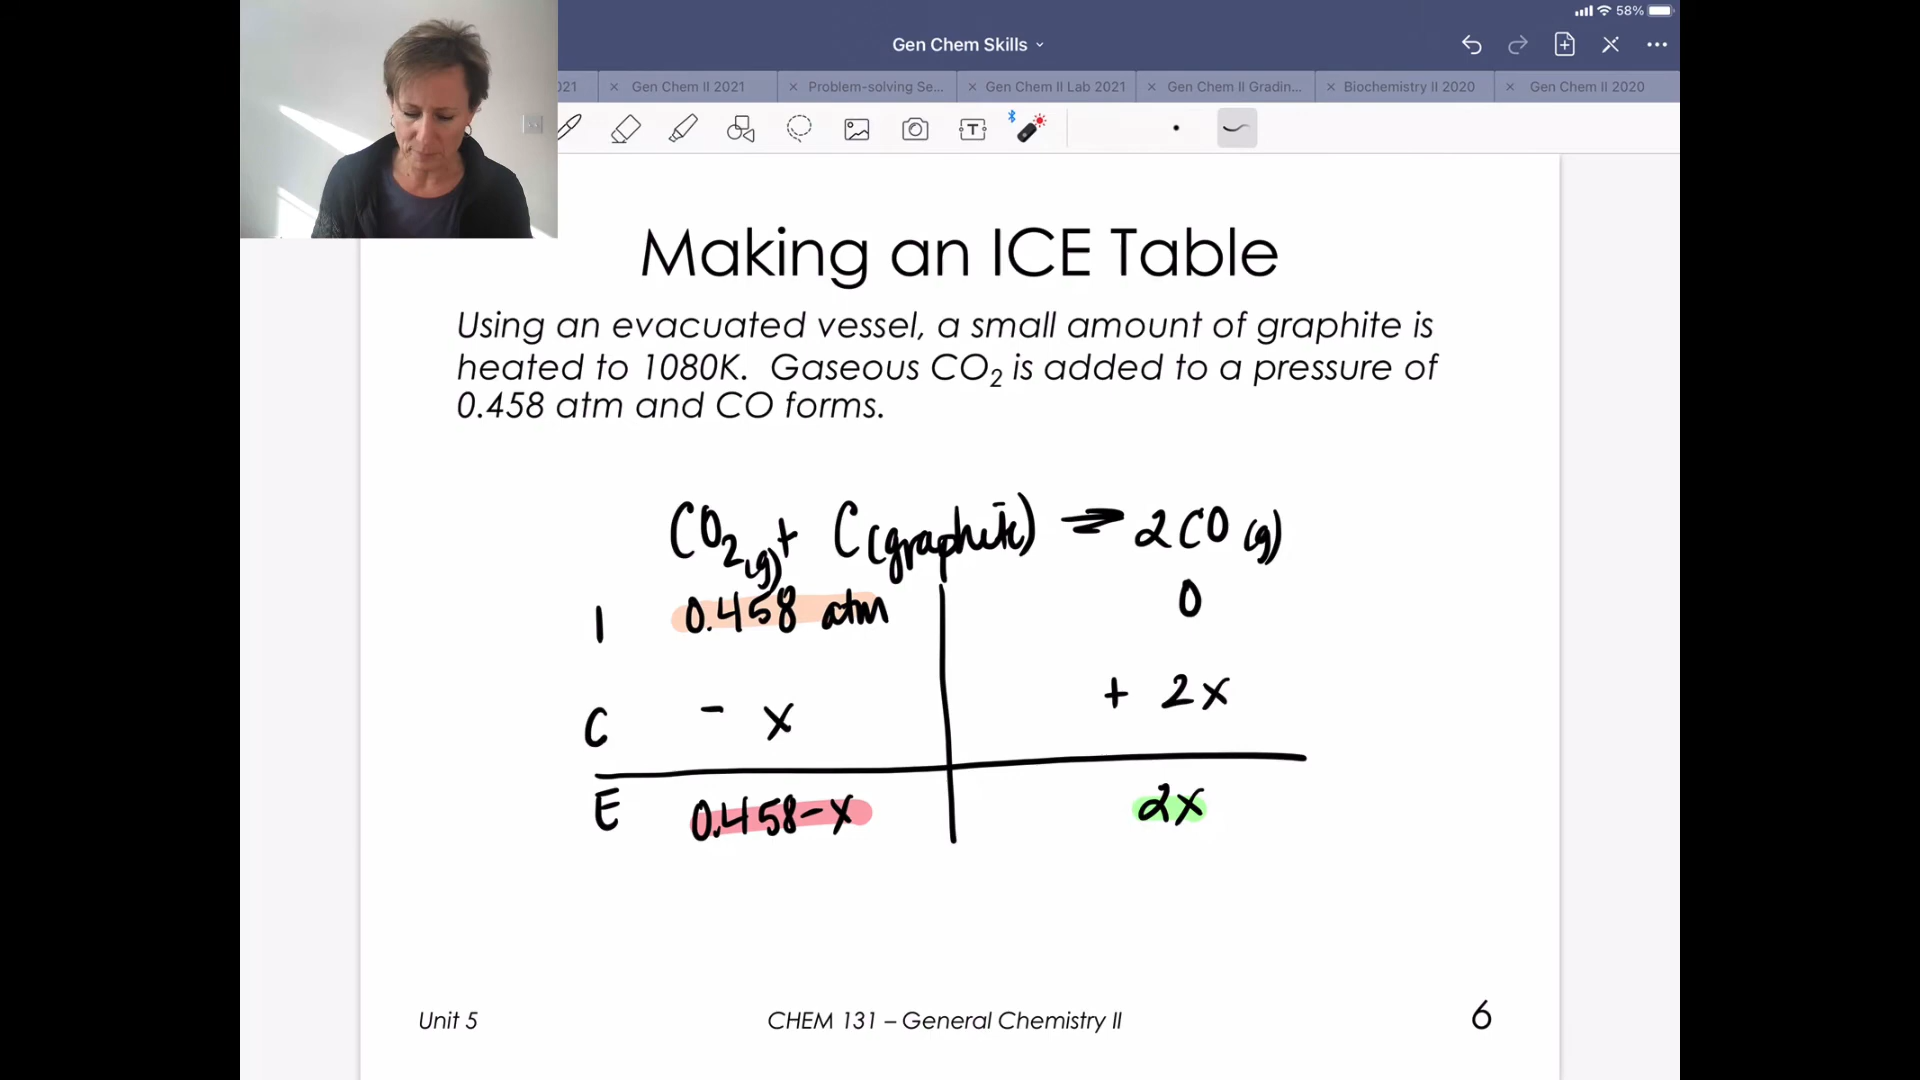 58%
Gen Chem Skills
021
Gen Chem II 2021
Problem-solving Se...
Gen Chem II Lab 2021
Gen Chem II Gradin...
Biochemistry II 2020
Gen Chem II 2020
T
Making an ICE Table
Using an evacuated vessel, a small amount of graphite is
heated to 1080K. Gaseous CO₂ is added to a pressure of
0.458 atm and CO forms.
CO₂(g) + C(graphite) ⇌ 2CO(g)
I 0.458 atm 0
C - x + 2x
E 0.458-x 2x
Unit 5
CHEM 131 – General Chemistry II
6